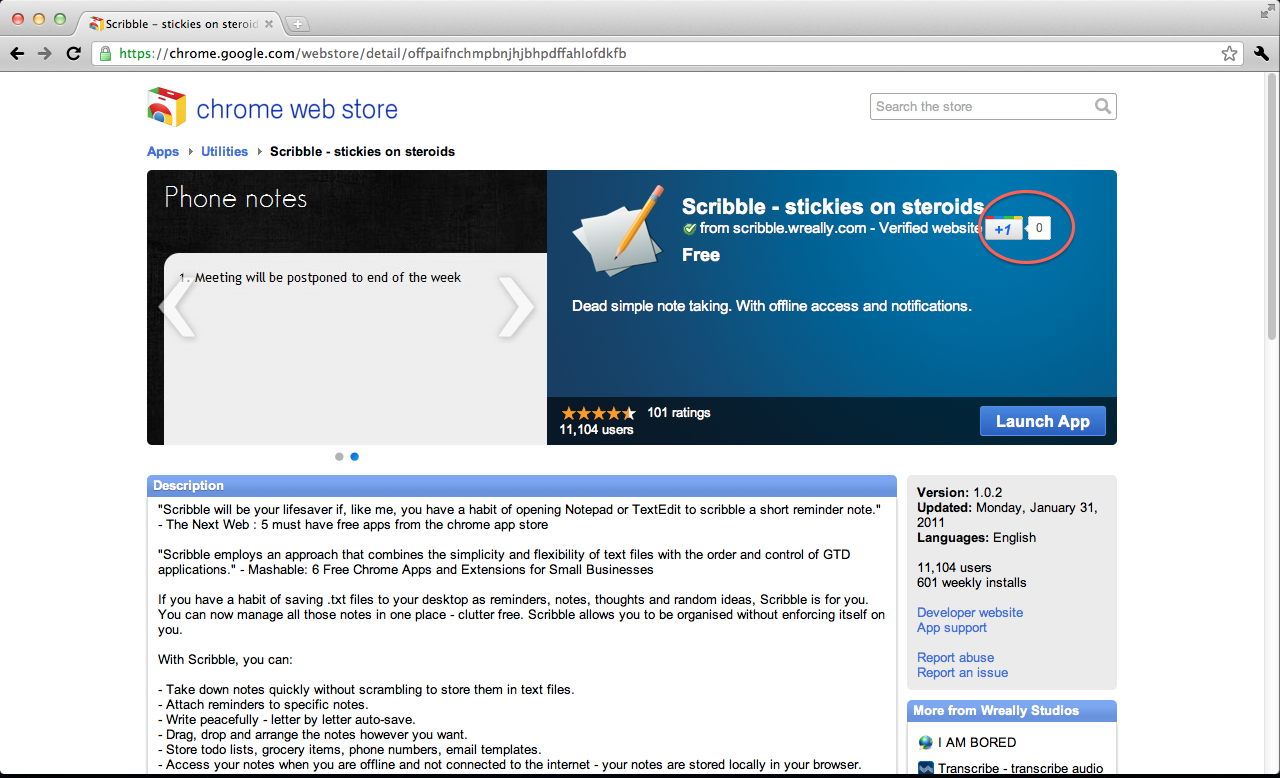 Scribble – stickies on steroid
https://chrome.google.com/webstore/detail/offpaifnchmpbnjhjbhpdffahlofdkfb
chrome web store
Search the store
Apps Utilities Scribble - stickies on steroids
Phone notes
1. Meeting will be postponed to end of the week
Scribble - stickies on steroids
from scribble.wreally.com - Verified website
+1 0
Free
Dead simple note taking. With offline access and notifications.
101 ratings
11,104 users
Launch App
Description
"Scribble will be your lifesaver if, like me, you have a habit of opening Notepad or TextEdit to scribble a short reminder note."
- The Next Web : 5 must have free apps from the chrome app store
"Scribble employs an approach that combines the simplicity and flexibility of text files with the order and control of GTD
applications." - Mashable: 6 Free Chrome Apps and Extensions for Small Businesses
If you have a habit of saving .txt files to your desktop as reminders, notes, thoughts and random ideas, Scribble is for you.
You can now manage all those notes in one place - clutter free. Scribble allows you to be organised without enforcing itself on
you.
With Scribble, you can:
- Take down notes quickly without scrambling to store them in text files.
- Attach reminders to specific notes.
- Write peacefully - letter by letter auto-save.
- Drag, drop and arrange the notes however you want.
- Store todo lists, grocery items, phone numbers, email templates.
- Access your notes when you are offline and not connected to the internet - your notes are stored locally in your browser.
Version: 1.0.2
Updated: Monday, January 31,
2011
Languages: English
11,104 users
601 weekly installs
Developer website
App support
Report abuse
Report an issue
More from Wreally Studios
I AM BORED
Transcribe - transcribe audio